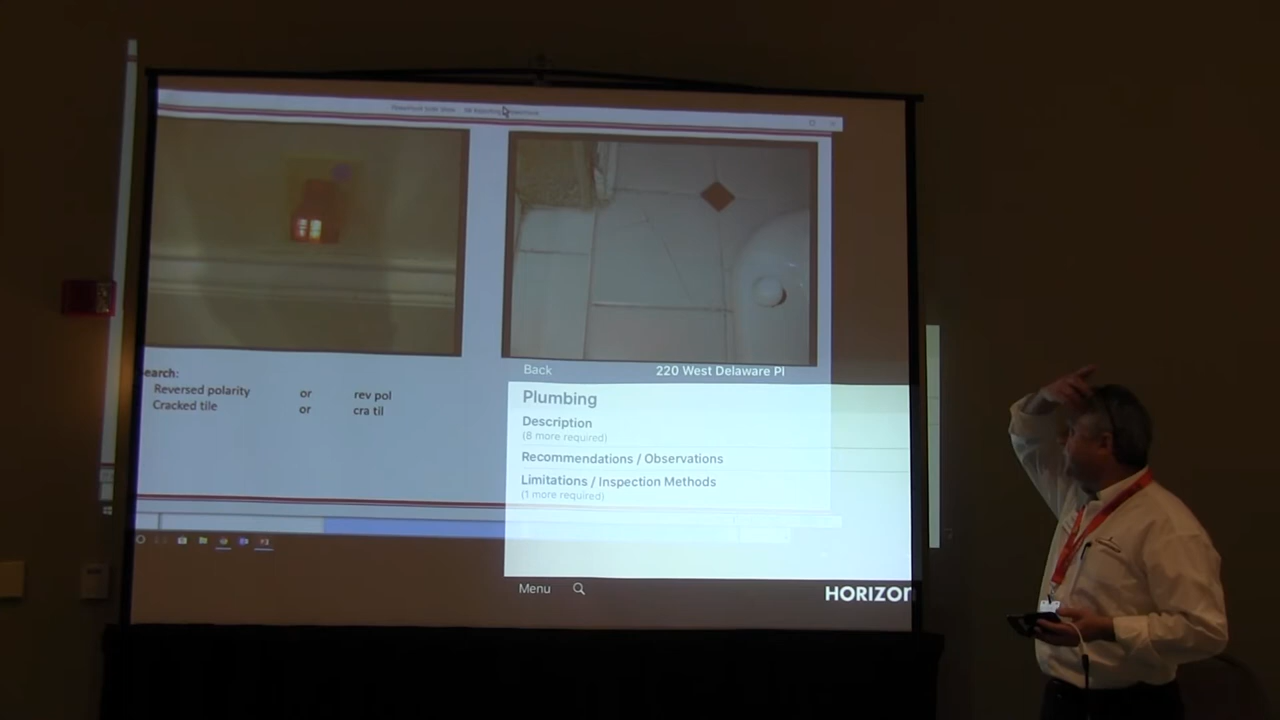 earch:
Reversed polarity or rev pol
Cracked tile or cra til
Back 220 West Delaware Pl
Plumbing
Description
(8 more required)
Recommendations / Observations
Limitations / Inspection Methods
(1 more required)
Menu
HORIZON